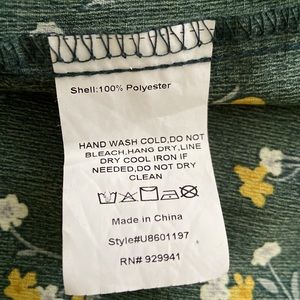 Shell:100% Polyester
HAND WASH COLD,DO NOT
BLEACH,HANG DRY,LINE
DRY COOL IRON IF
NEEDED,DO NOT DRY
CLEAN
Made in China
Style#U8601197
RN# 929941